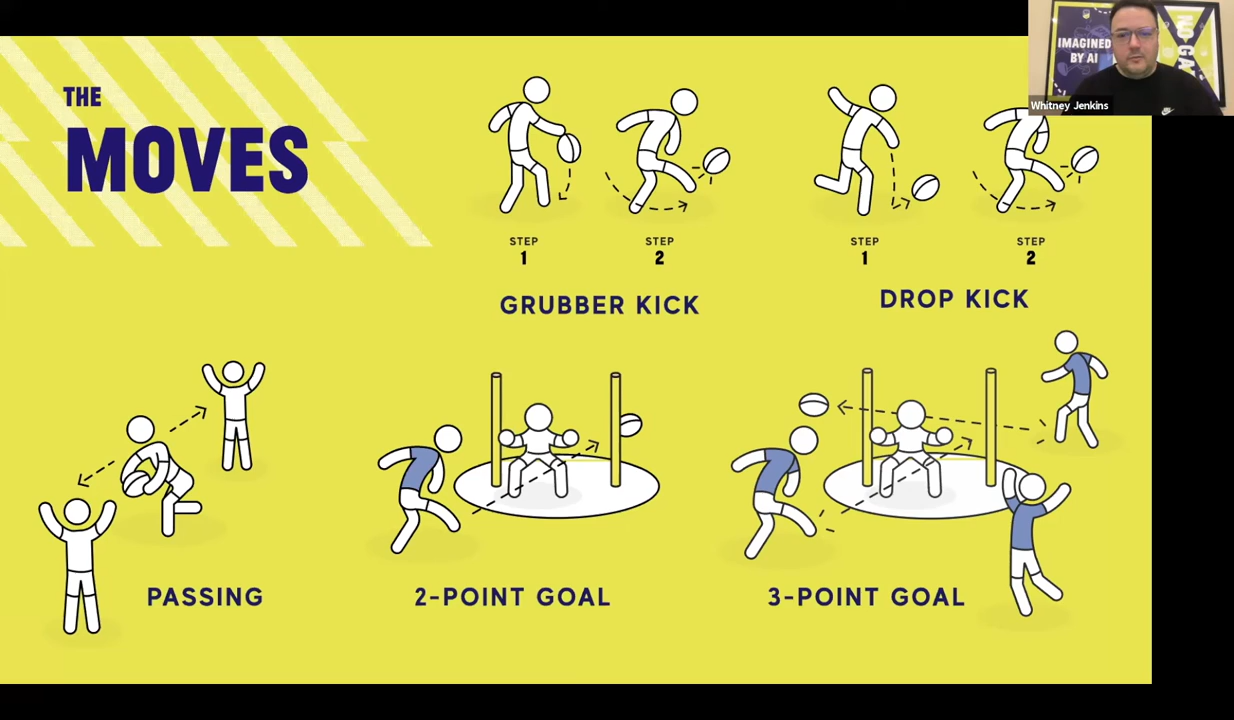 THE
MOVES
STEP
1
STEP
2
GRUBBER KICK
STEP
1
STEP
2
DROP KICK
PASSING
2-POINT GOAL
3-POINT GOAL
IMAGINED
BY AI
Whitney Jenkins